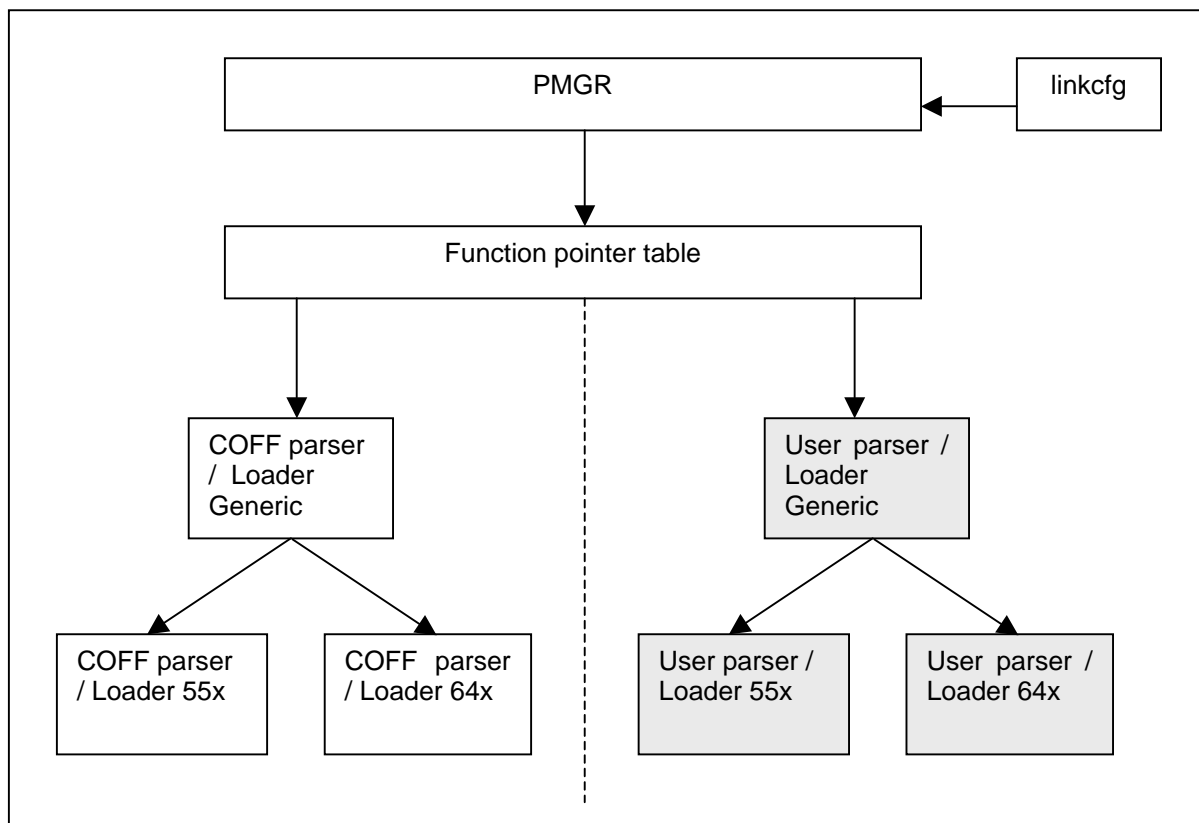 PMGR
linkcfg
Function pointer table
COFF parser
/ Loader
Generic
User parser /
Loader
Generic
COFF parser
/ Loader 55x
COFF parser
/ Loader 64x
User parser /
Loader 55x
User parser /
Loader 64x